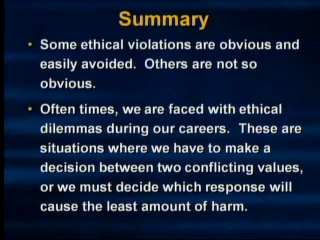 Summary
• Some ethical violations are obvious and
easily avoided. Others are not so
obvious.
• Often times, we are faced with ethical
dilemmas during our careers. These are
situations where we have to make a
decision between two conflicting values,
or we must decide which response will
cause the least amount of harm.